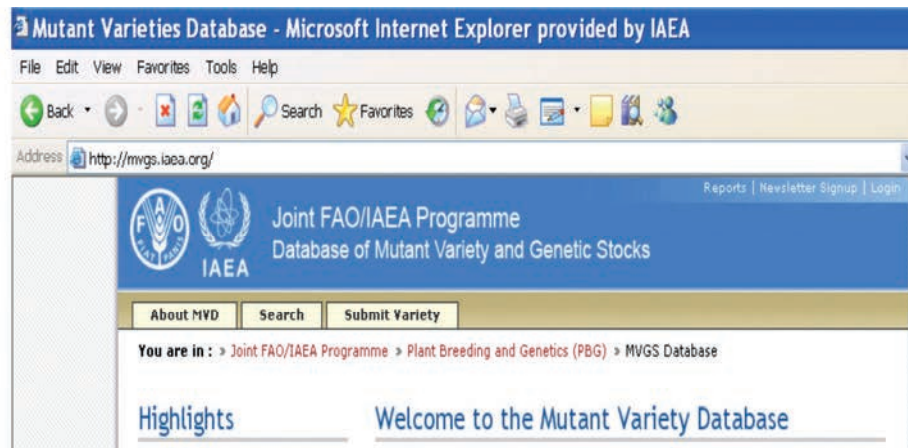 Mutant Varieties Database - Microsoft Internet Explorer provided by IAEA
File Edit View Favorites Tools Help
Back Search Favorites
Address http://mvgs.iaea.org/
Reports | Newsletter Signup | Login
FAO FIAT PANIS
IAEA
Joint FAO/IAEA Programme
Database of Mutant Variety and Genetic Stocks
About MVD Search Submit Variety
You are in : » Joint FAO/IAEA Programme » Plant Breeding and Genetics (PBG) » MVGS Database
Highlights Welcome to the Mutant Variety Database